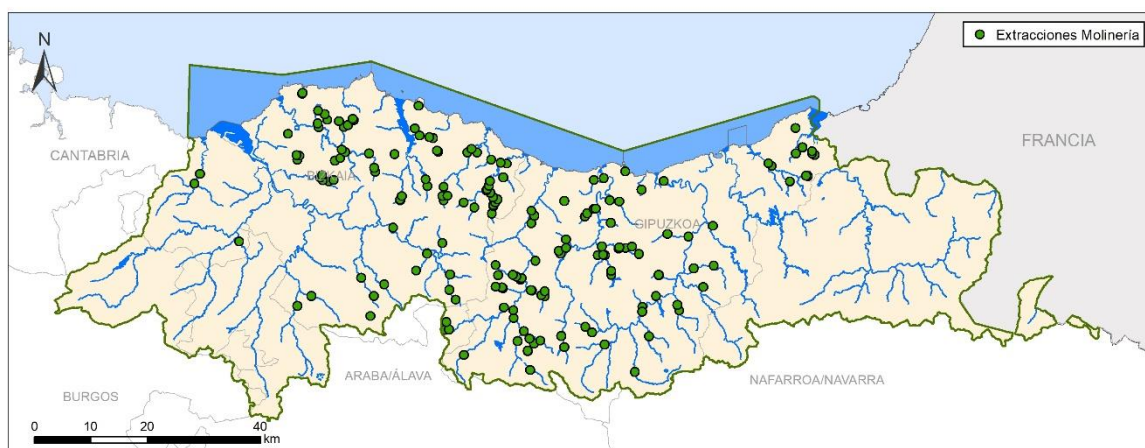 N
Extracciones Molinería
FRANCIA
CANTABRIA
BIZKAIA
GIPUZKOA
ARABA/ÁLAVA
NAFARROA/NAVARRA
BURGOS
0 10 20 40
km